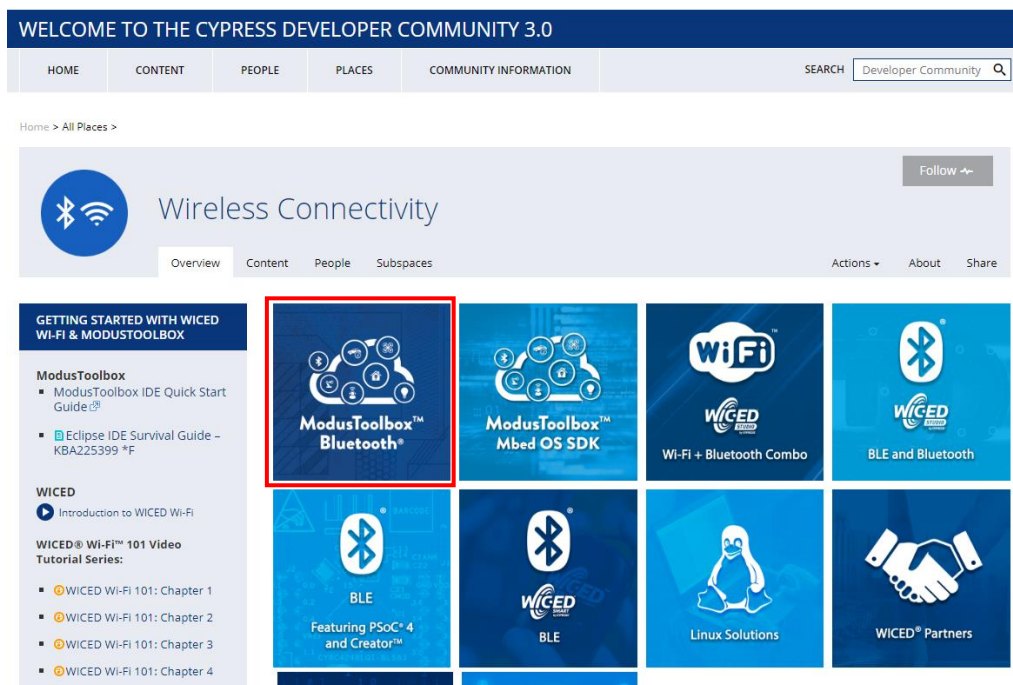 WELCOME TO THE CYPRESS DEVELOPER COMMUNITY 3.0
HOME CONTENT PEOPLE PLACES COMMUNITY INFORMATION SEARCH Developer Community
Home > All Places >
Follow
Wireless Connectivity
Overview Content People Subspaces Actions About Share
GETTING STARTED WITH WICED
WI-FI & MODUSTOOLBOX
ModusToolbox
ModusToolbox IDE Quick Start
Guide
Eclipse IDE Survival Guide –
KBA225399 *F
WICED
Introduction to WICED Wi-Fi
WICED® Wi-Fi™ 101 Video
Tutorial Series:
WICED Wi-Fi 101: Chapter 1
WICED Wi-Fi 101: Chapter 2
WICED Wi-Fi 101: Chapter 3
WICED Wi-Fi 101: Chapter 4
ModusToolbox™
Bluetooth®
ModusToolbox™
Mbed OS SDK
WiFi™
WICED
STUDIO
Wi-Fi + Bluetooth Combo
®
WICED
STUDIO
BLE and Bluetooth
®
BARCODE
BLE
Featuring PSoC® 4
and Creator™
®
WICED
SMART
BLE
Linux Solutions
WICED® Partners